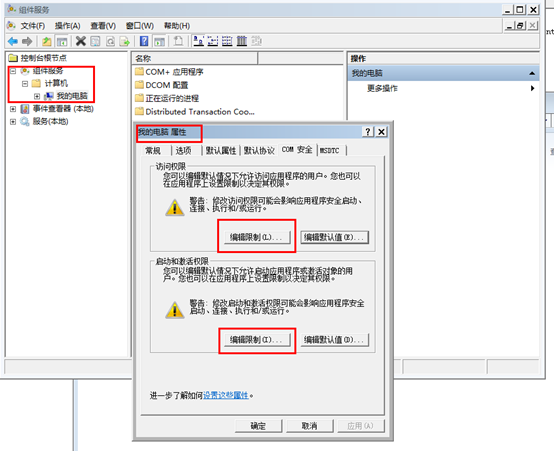 组件服务
文件(F) 操作(A) 查看(V) 窗口(W) 帮助(H)
控制台根节点
组件服务
计算机
我的电脑
事件查看器 (本地)
服务(本地)
名称
COM+ 应用程序
DCOM 配置
正在运行的进程
Distributed Transaction Coo...
操作
我的电脑
更多操作
我的电脑 属性
常规 选项 默认属性 默认协议 COM 安全 MSDTC
访问权限
您可以编辑默认情况下允许访问应用程序的用户。您也可以
在应用程序上设置限制以决定其权限。
警告: 修改访问权限可能会影响应用程序安全启动、
连接、执行和/或运行。
编辑限制(L)... 编辑默认值(E)...
启动和激活权限
您可以编辑默认情况下允许启动应用程序或激活对象的用
户。您也可在应用程序上设置限制以决定其权限。
警告: 修改启动和激活权限可能会影响应用程序安全
启动、连接、执行和/或运行。
编辑限制(I)... 编辑默认值(D)...
进一步了解如何设置这些属性。
确定 取消 应用(A)